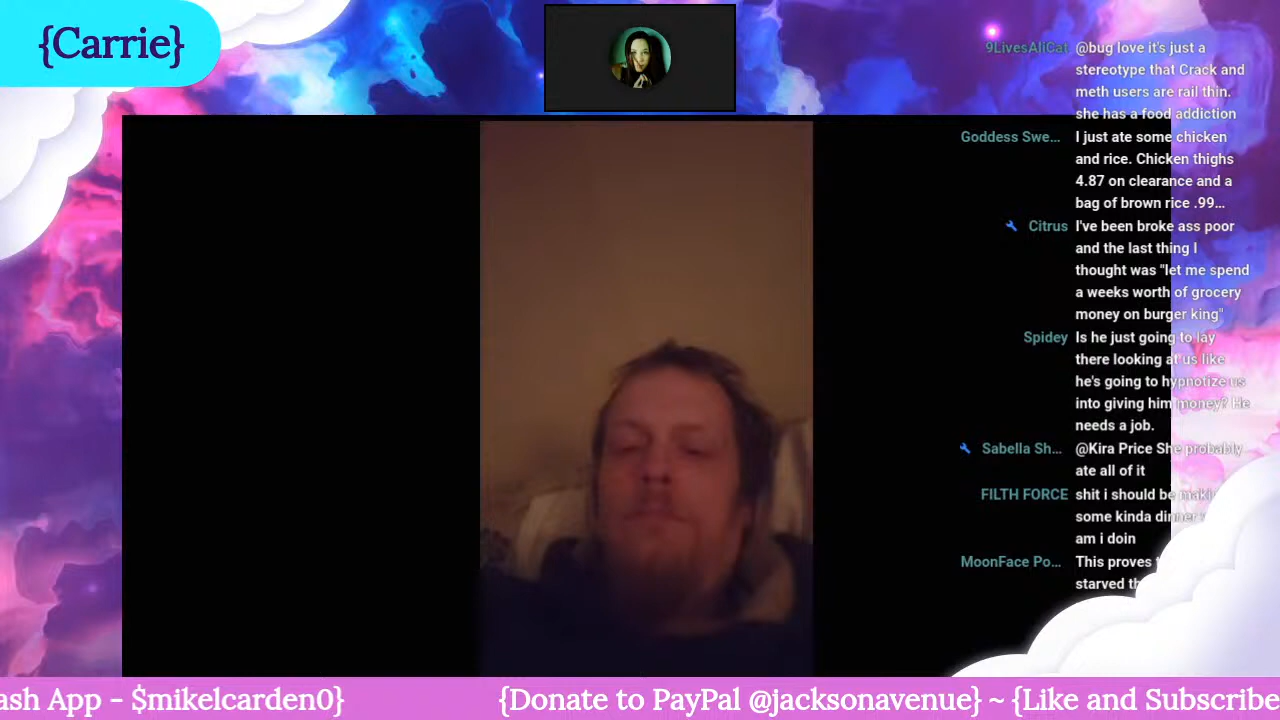 {Carrie}
9LivesAliCat @bug love it's just a
stereotype that Crack and
meth users are rail thin.
she has a food addiction
Goddess Swe... I just ate some chicken
and rice. Chicken thighs
4.87 on clearance and a
bag of brown rice .99...
Citrus I've been broke ass poor
and the last thing I
thought was "let me spend
a weeks worth of grocery
money on burger king"
Spidey Is he just going to lay
there looking at us like
he's going to hypnotize us
into giving him money? He
needs a job.
Sabella Sh... @Kira Price She probably
ate all of it
FILTH FORCE shit i should be
some kinda dinner
am i doin
MoonFace Po... This proves
starved
ash App - $mikelcarden0} {Donate to PayPal @jacksonavenue} ~ {Like and Subscribe